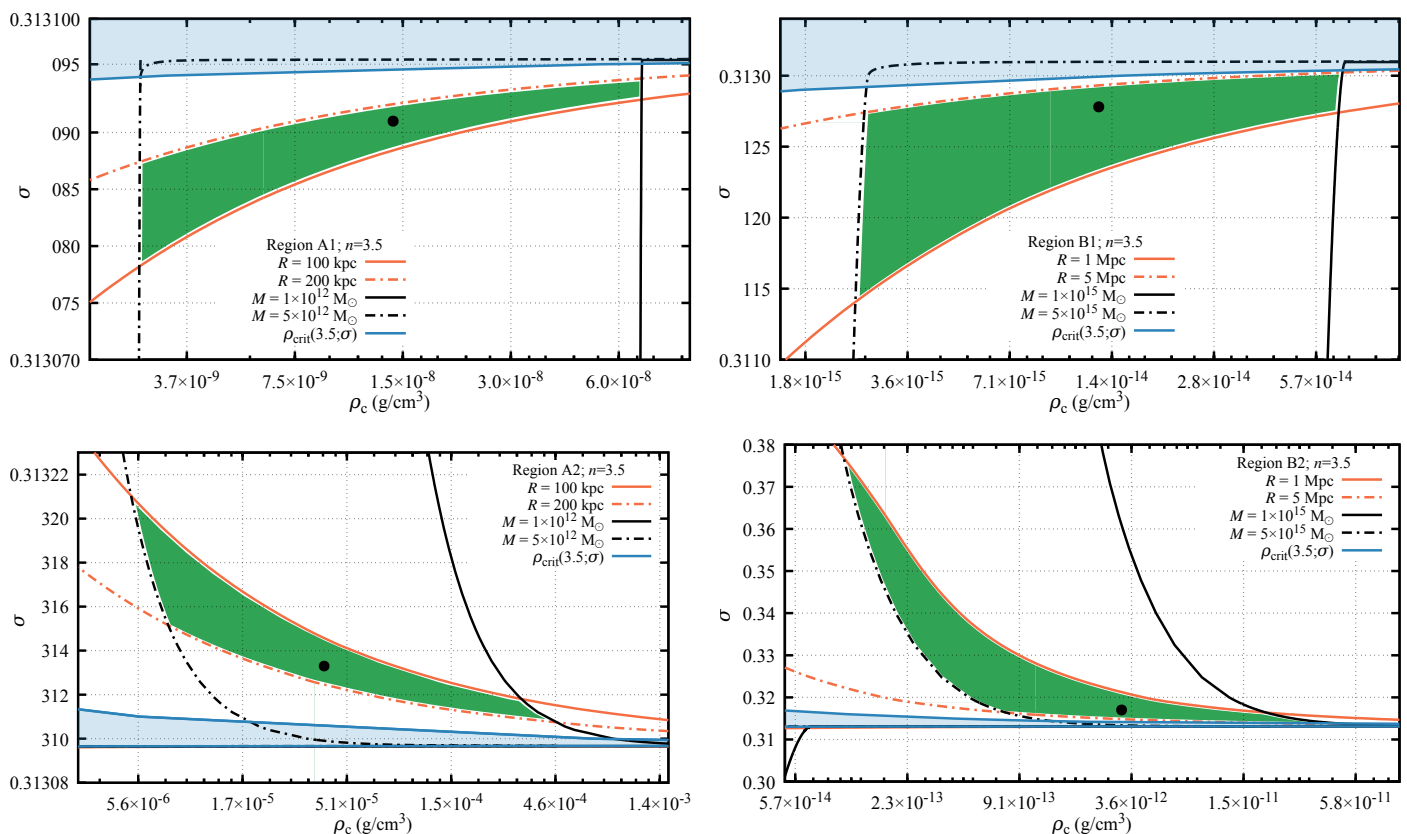 0.313100
095
090
085
080
075
0.313070
σ
Region A1; n=3.5
R = 100 kpc
R = 200 kpc
M = 1×10¹² M☉
M = 5×10¹² M☉
ρcrit(3.5;σ)
3.7×10⁻⁹ 7.5×10⁻⁹ 1.5×10⁻⁸ 3.0×10⁻⁸ 6.0×10⁻⁸
ρc (g/cm³)
0.3130
125
120
115
0.3110
σ
Region B1; n=3.5
R = 1 Mpc
R = 5 Mpc
M = 1×10¹⁵ M☉
M = 5×10¹⁵ M☉
ρcrit(3.5;σ)
1.8×10⁻¹⁵ 3.6×10⁻¹⁵ 7.1×10⁻¹⁵ 1.4×10⁻¹⁴ 2.8×10⁻¹⁴ 5.7×10⁻¹⁴
ρc (g/cm³)
0.31322
320
318
316
314
312
310
0.31308
σ
Region A2; n=3.5
R = 100 kpc
R = 200 kpc
M = 1×10¹² M☉
M = 5×10¹² M☉
ρcrit(3.5;σ)
5.6×10⁻⁶ 1.7×10⁻⁵ 5.1×10⁻⁵ 1.5×10⁻⁴ 4.6×10⁻⁴ 1.4×10⁻³
ρc (g/cm³)
0.38
0.37
0.36
0.35
0.34
0.33
0.32
0.31
0.30
σ
Region B2; n=3.5
R = 1 Mpc
R = 5 Mpc
M = 1×10¹⁵ M☉
M = 5×10¹⁵ M☉
ρcrit(3.5;σ)
5.7×10⁻¹⁴ 2.3×10⁻¹³ 9.1×10⁻¹³ 3.6×10⁻¹² 1.5×10⁻¹¹ 5.8×10⁻¹¹
ρc (g/cm³)